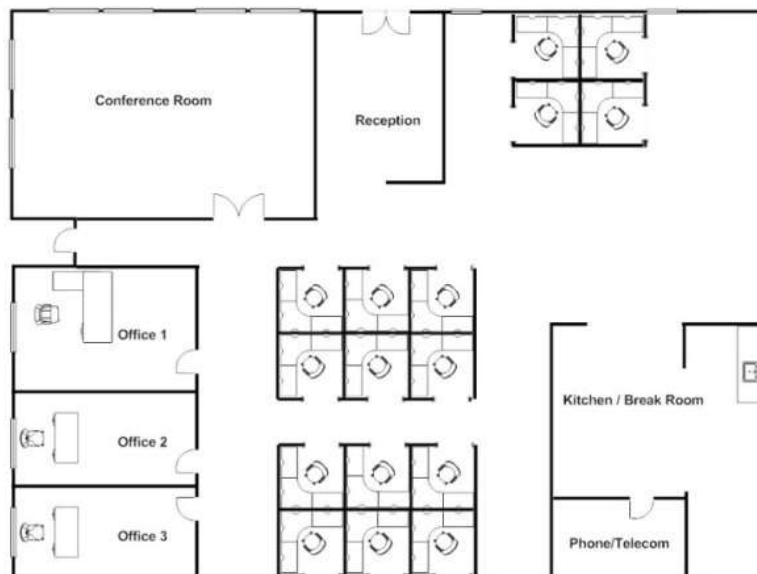 Conference Room
Reception
Office 1
Kitchen / Break Room
Office 2
Office 3
Phone/Telecom